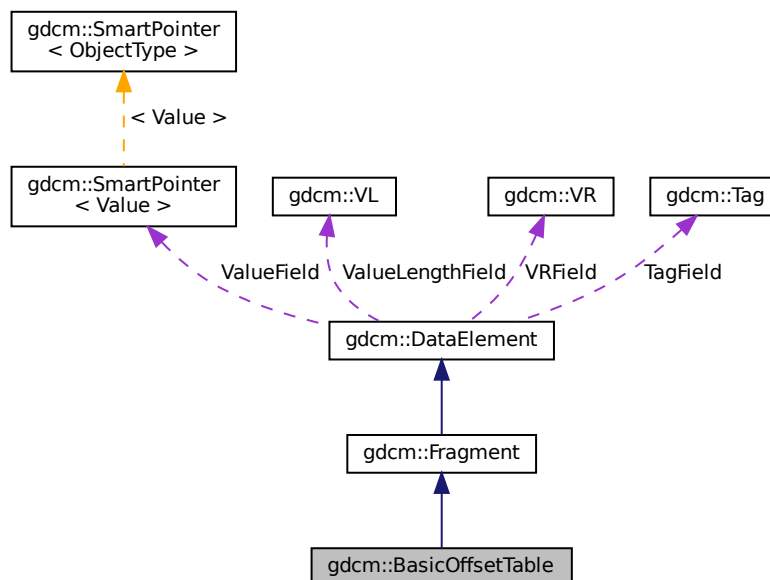 gdcm::SmartPointer
< ObjectType >
< Value >
gdcm::SmartPointer
< Value >
gdcm::VL
gdcm::VR
gdcm::Tag
ValueField
ValueLengthField
VRField
TagField
gdcm::DataElement
gdcm::Fragment
gdcm::BasicOffsetTable